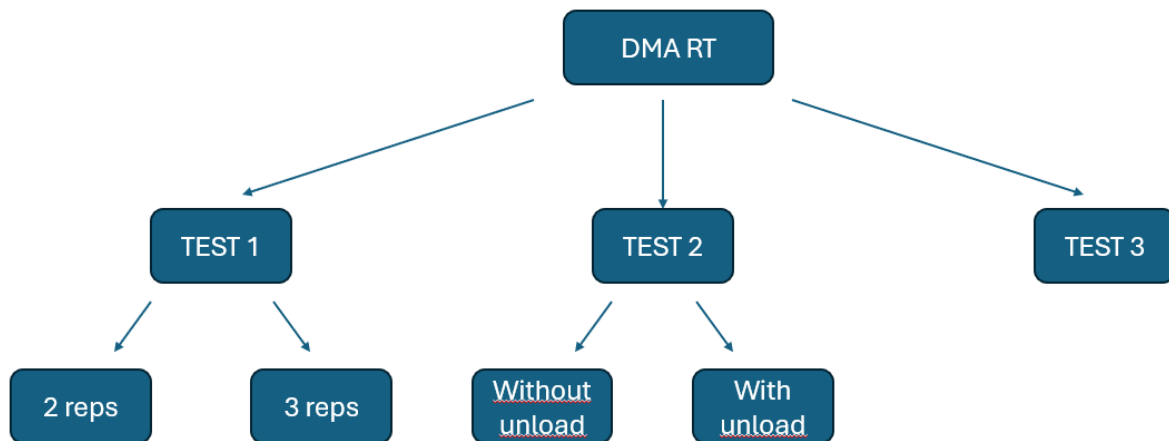 DMA RT
TEST 1
TEST 2
TEST 3
2 reps
3 reps
Without
unload
With
unload